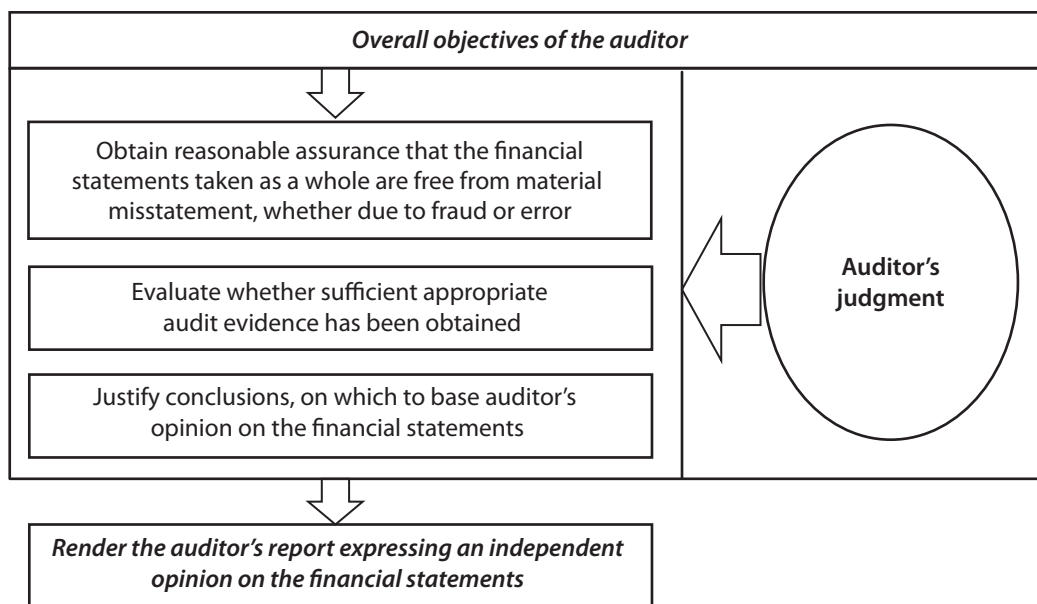 Overall objectives of the auditor
Obtain reasonable assurance that the financial
statements taken as a whole are free from material
misstatement, whether due to fraud or error
Evaluate whether sufficient appropriate
audit evidence has been obtained
Justify conclusions, on which to base auditor's
opinion on the financial statements
Auditor's
judgment
Render the auditor's report expressing an independent
opinion on the financial statements